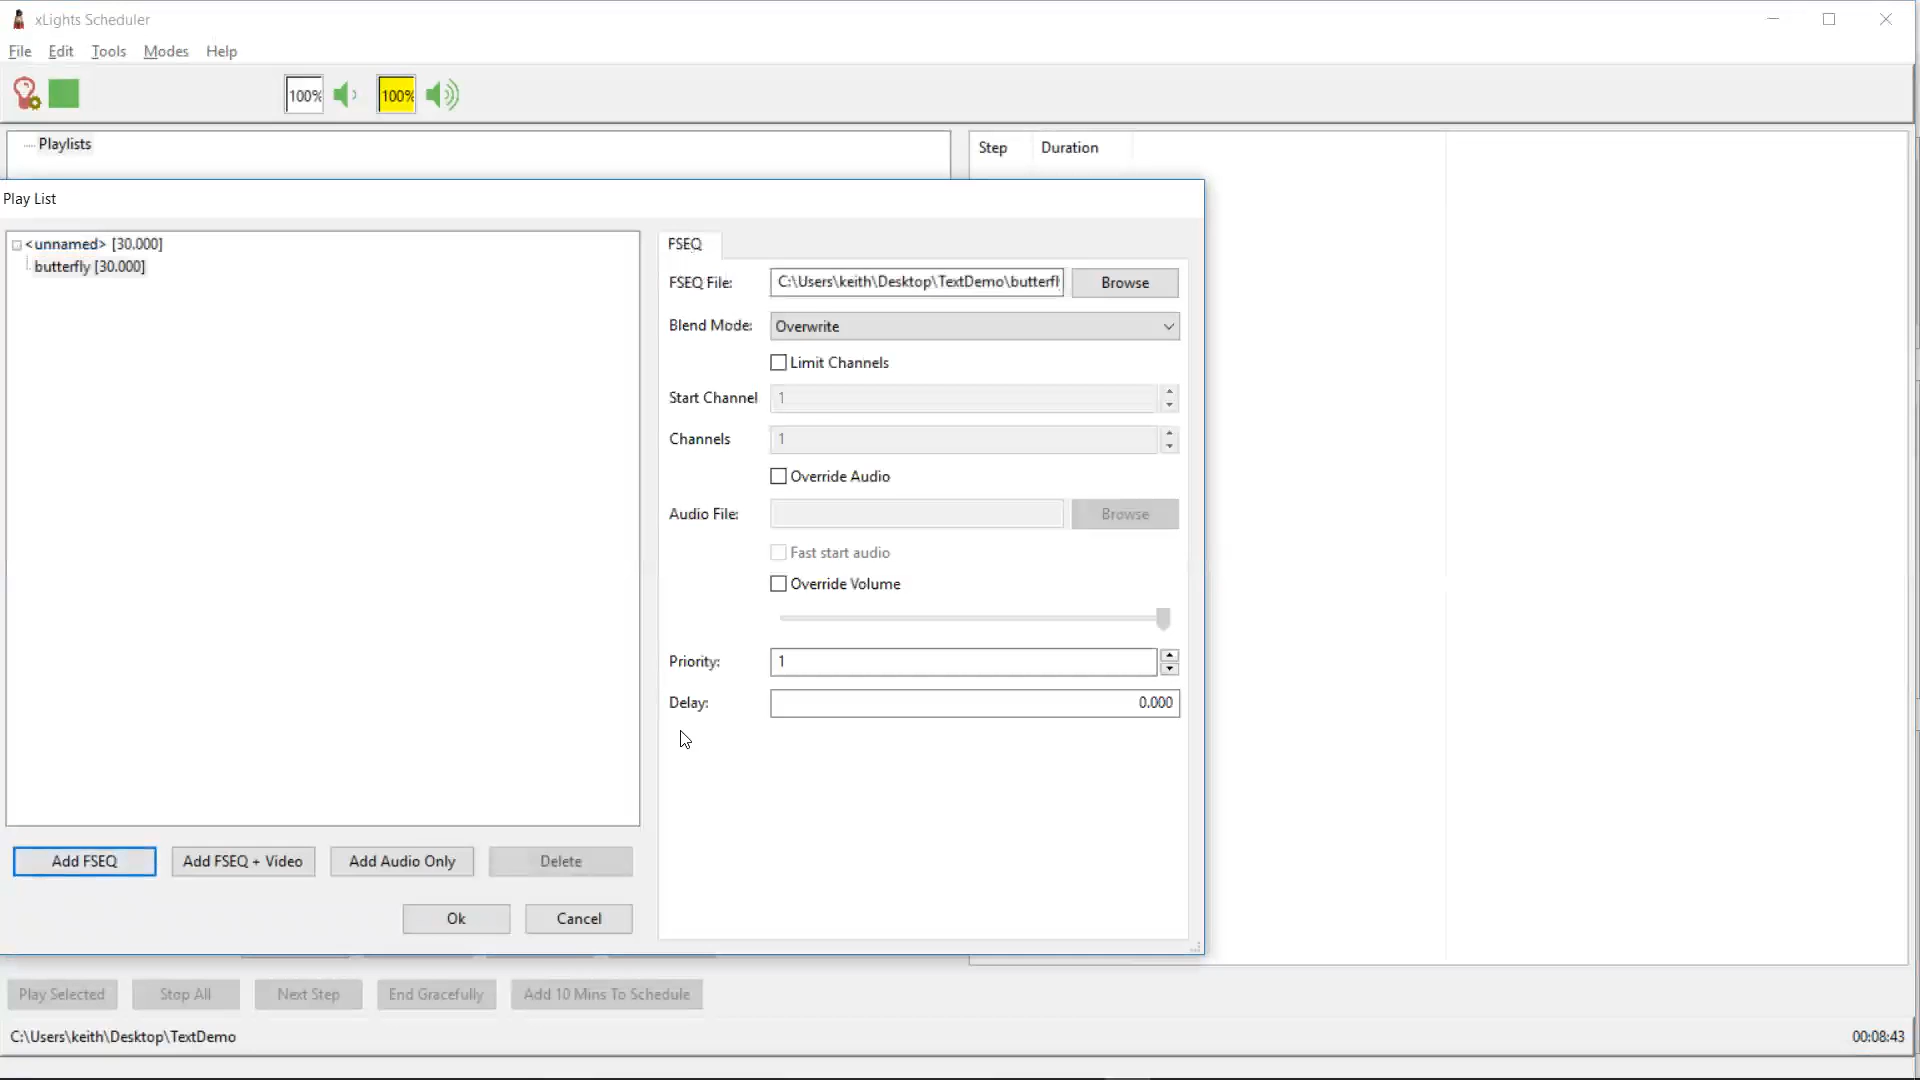 xLights Scheduler
File Edit Tools Modes Help
100% 100%
Playlists
Step Duration
Play List
<unnamed> [30.000]
butterfly [30.000]
FSEQ
FSEQ File: C:\Users\keith\Desktop\TextDemo\butterfl Browse
Blend Mode: Overwrite
Limit Channels
Start Channel 1
Channels 1
Override Audio
Audio File: Browse
Fast start audio
Override Volume
Priority: 1
Delay: 0.000
Add FSEQ Add FSEQ + Video Add Audio Only Delete
Ok Cancel
Play Selected Stop All Next Step End Gracefully Add 10 Mins To Schedule
C:\Users\keith\Desktop\TextDemo 00:08:43